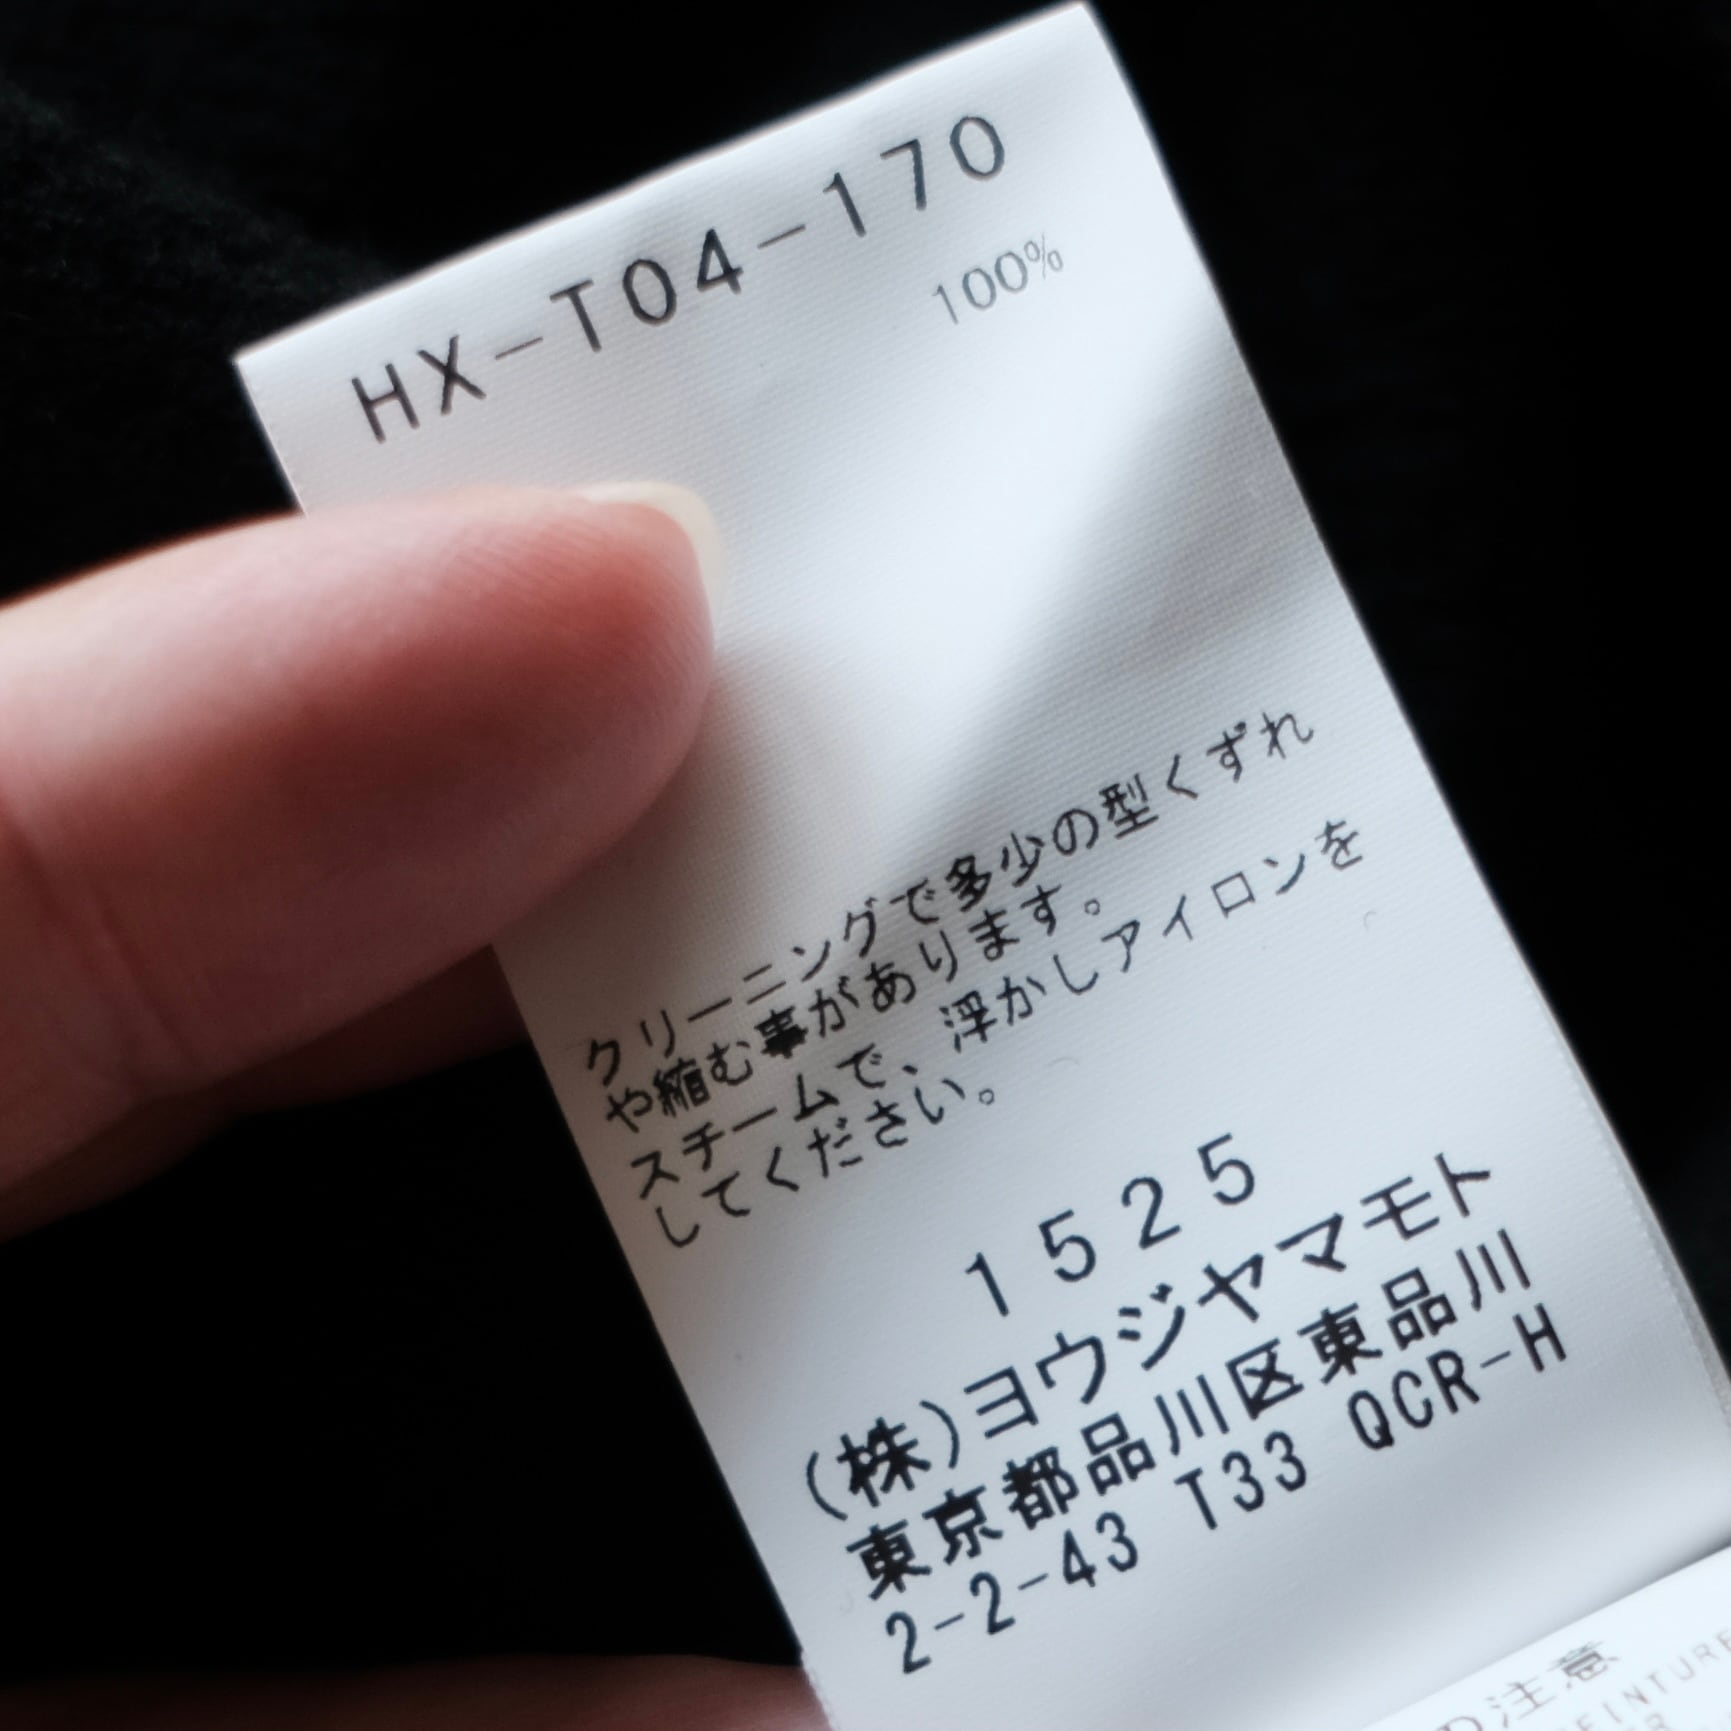 HX-T04-170
100%
クリーニングで多少の型くずれ
や縮む事があります。
スチームで、浮かしアイロンを
してください。
1525
(株)ヨウジヤマモト
東京都品川区東品川
2-2-43 T33 QCR-H
注意